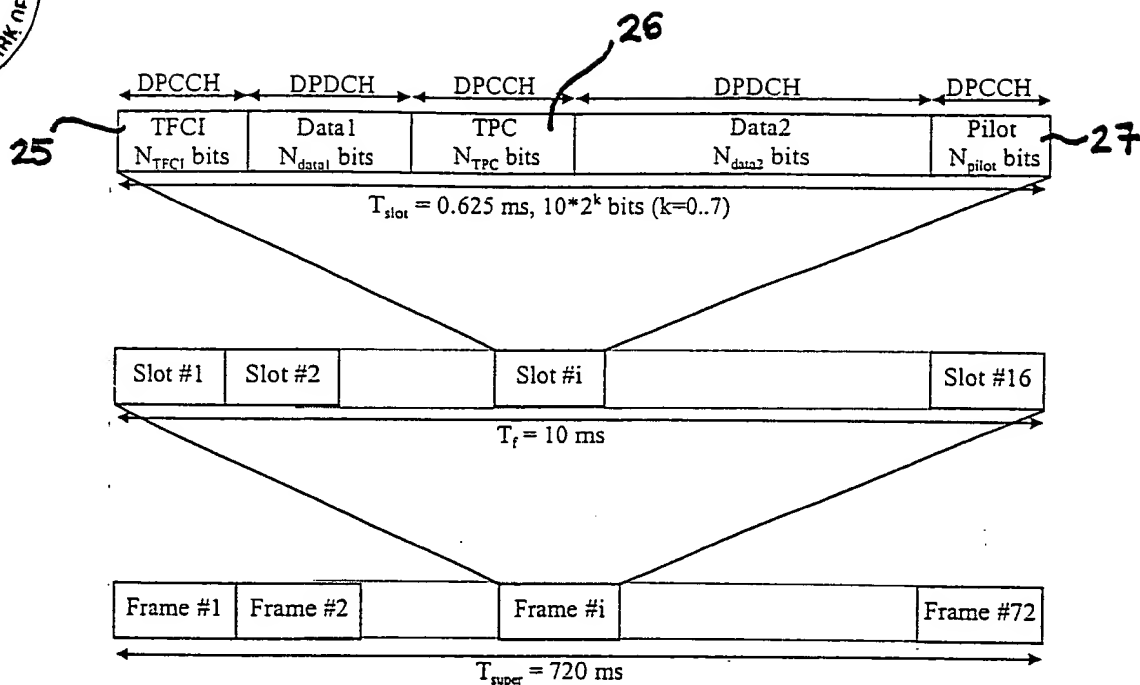 26
DPCCH DPDCH DPCCH DPDCH DPCCH
25 TFCI Data1 TPC Data2 Pilot 27
N_TFCI bits N_data1 bits N_TPC bits N_data2 bits N_pilot bits
T_slot = 0.625 ms, 10*2^k bits (k=0..7)
Slot #1 Slot #2 Slot #i Slot #16
T_f = 10 ms
Frame #1 Frame #2 Frame #i Frame #72
T_super = 720 ms